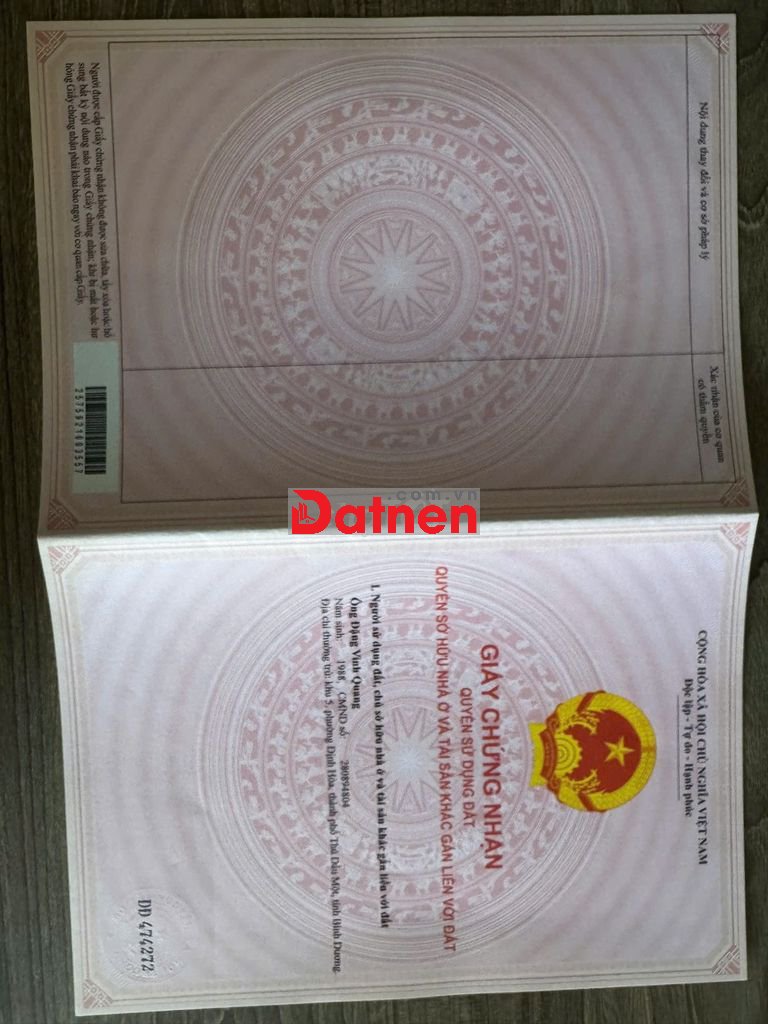 Nội dung thay đổi và cơ sở pháp lý
Xác nhận của cơ quan
có thẩm quyền
Người được cấp Giấy chứng nhận không được sửa chữa, tẩy xóa hoặc bổ
sung bất kỳ nội dung nào trong Giấy chứng nhận; khi bị mất hoặc hư
hỏng Giấy chứng nhận phải khai báo ngay với cơ quan cấp Giấy.
.com.vn
Datnen
CỘNG HÒA XÃ HỘI CHỦ NGHĨA VIỆT NAM
Độc lập - Tự do - Hạnh phúc
GIẤY CHỨNG NHẬN
QUYỀN SỬ DỤNG ĐẤT
QUYỀN SỞ HỮU NHÀ Ở VÀ TÀI SẢN KHÁC GẮN LIỀN VỚI ĐẤT
I. Người sử dụng đất, chủ sở hữu nhà ở và tài sản khác gắn liền với đất
Ông Đặng Vinh Quang
Năm sinh: 1988, CMND số: 280894804
Địa chỉ thường trú: khu 5, phường Định Hòa, thành phố Thủ Dầu Một, tỉnh Bình Dương.
DĐ 474272